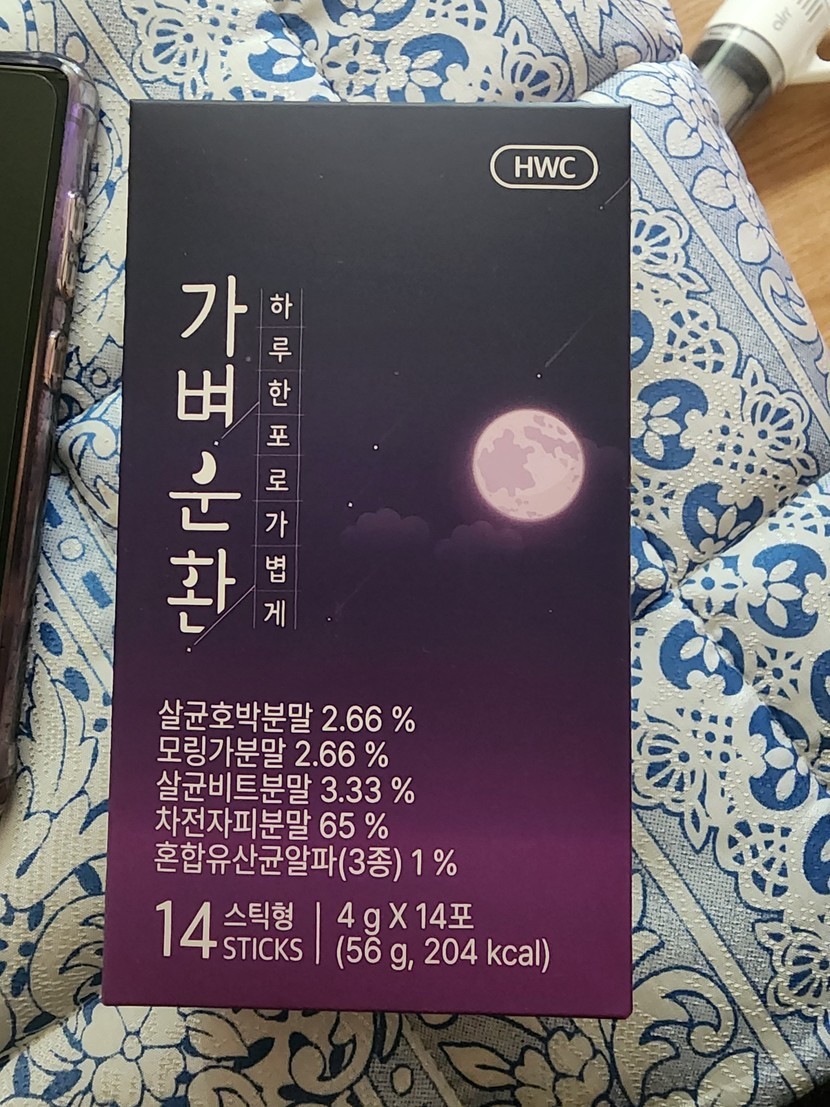 HWC
가벼운환
하루한포로가볍게
살균호박분말 2.66 %
모링가분말 2.66 %
살균비트분말 3.33 %
차전자피분말 65 %
혼합유산균알파(3종) 1 %
14 스틱형 STICKS | 4 g X 14포
(56 g, 204 kcal)